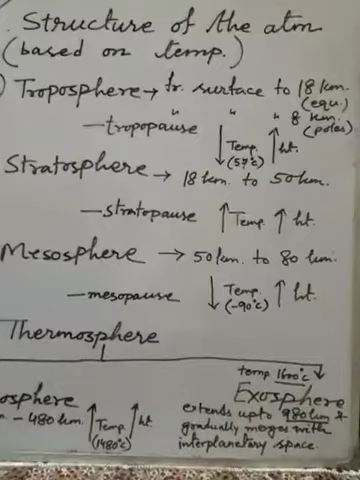 Structure of the atm
(based on temp.)
) Troposphere → fr. surface to 18 km.
(equ.)
" " " 8 km.
(poles)
— tropopause ↓ Temp. ↑ ht.
(57°c)
Stratosphere → 18 km. to 50 km.
— stratopause ↑ Temp. ↑ ht.
Mesosphere → 50 km. to 80 km.
— mesopause ↓ Temp. ↑ ht.
(-90°c)
Thermosphere
temp 1600°c ↓
osphere
- 480 km. ↑ Temp. ↑ ht
(1480°c)
Exosphere
extends upto 980 km &
gradually merges with
interplanetary space.